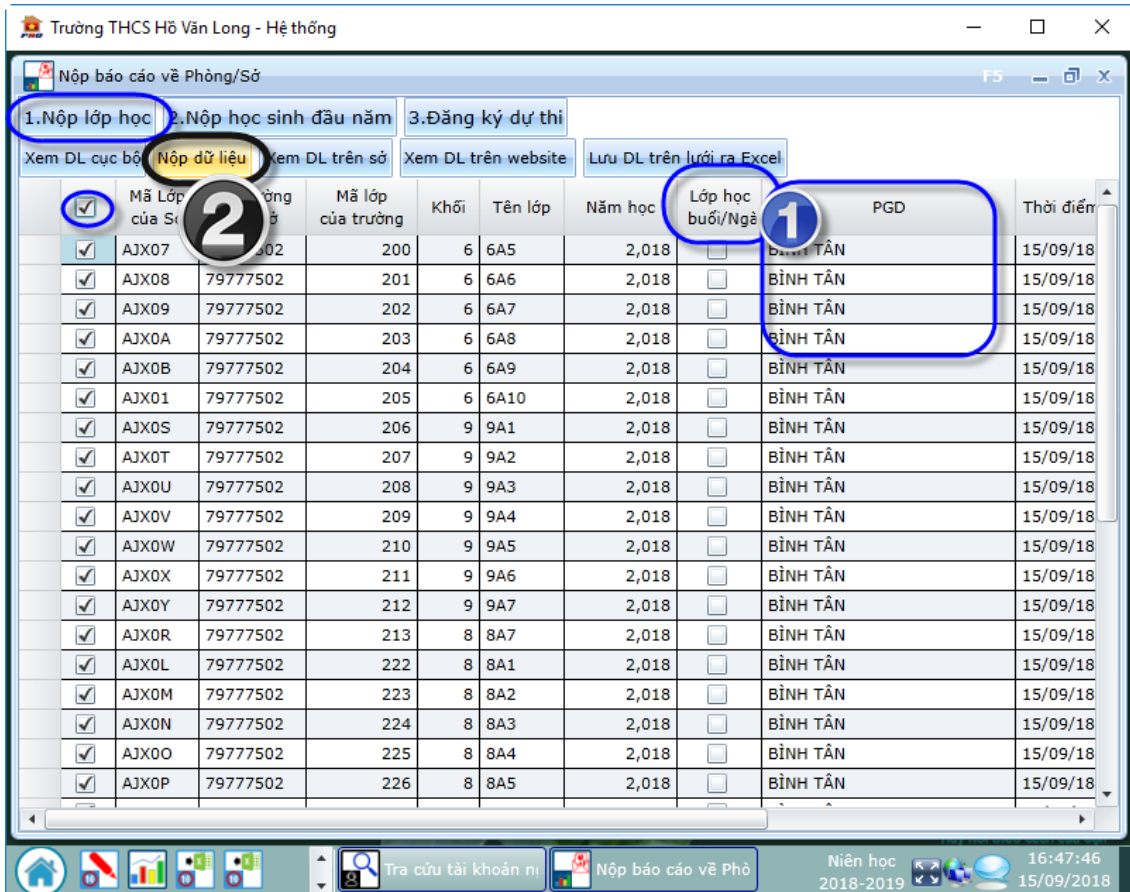 Trường THCS Hồ Văn Long - Hệ thống
Nộp báo cáo về Phòng/Sở F5
1.Nộp lớp học 2.Nộp học sinh đầu năm 3.Đăng ký dự thi
Xem DL cục bộ Nộp dữ liệu Xem DL trên sở Xem DL trên website Lưu DL trên lưới ra Excel
Mã Lớp của Sở Mã lớp của trường Khối Tên lớp Năm học Lớp học buổi/Ngà PGD Thời điểm
2
1
AJX07 502 200 6 6A5 2,018 BÌNH TÂN 15/09/18
AJX08 79777502 201 6 6A6 2,018 BÌNH TÂN 15/09/18
AJX09 79777502 202 6 6A7 2,018 BÌNH TÂN 15/09/18
AJX0A 79777502 203 6 6A8 2,018 BÌNH TÂN 15/09/18
AJX0B 79777502 204 6 6A9 2,018 BÌNH TÂN 15/09/18
AJX01 79777502 205 6 6A10 2,018 BÌNH TÂN 15/09/18
AJX0S 79777502 206 9 9A1 2,018 BÌNH TÂN 15/09/18
AJX0T 79777502 207 9 9A2 2,018 BÌNH TÂN 15/09/18
AJX0U 79777502 208 9 9A3 2,018 BÌNH TÂN 15/09/18
AJX0V 79777502 209 9 9A4 2,018 BÌNH TÂN 15/09/18
AJX0W 79777502 210 9 9A5 2,018 BÌNH TÂN 15/09/18
AJX0X 79777502 211 9 9A6 2,018 BÌNH TÂN 15/09/18
AJX0Y 79777502 212 9 9A7 2,018 BÌNH TÂN 15/09/18
AJX0R 79777502 213 8 8A7 2,018 BÌNH TÂN 15/09/18
AJX0L 79777502 222 8 8A1 2,018 BÌNH TÂN 15/09/18
AJX0M 79777502 223 8 8A2 2,018 BÌNH TÂN 15/09/18
AJX0N 79777502 224 8 8A3 2,018 BÌNH TÂN 15/09/18
AJX0O 79777502 225 8 8A4 2,018 BÌNH TÂN 15/09/18
AJX0P 79777502 226 8 8A5 2,018 BÌNH TÂN 15/09/18
Tra cứu tài khoản Nộp báo cáo về Phò Niên học 2018-2019 16:47:46 15/09/2018